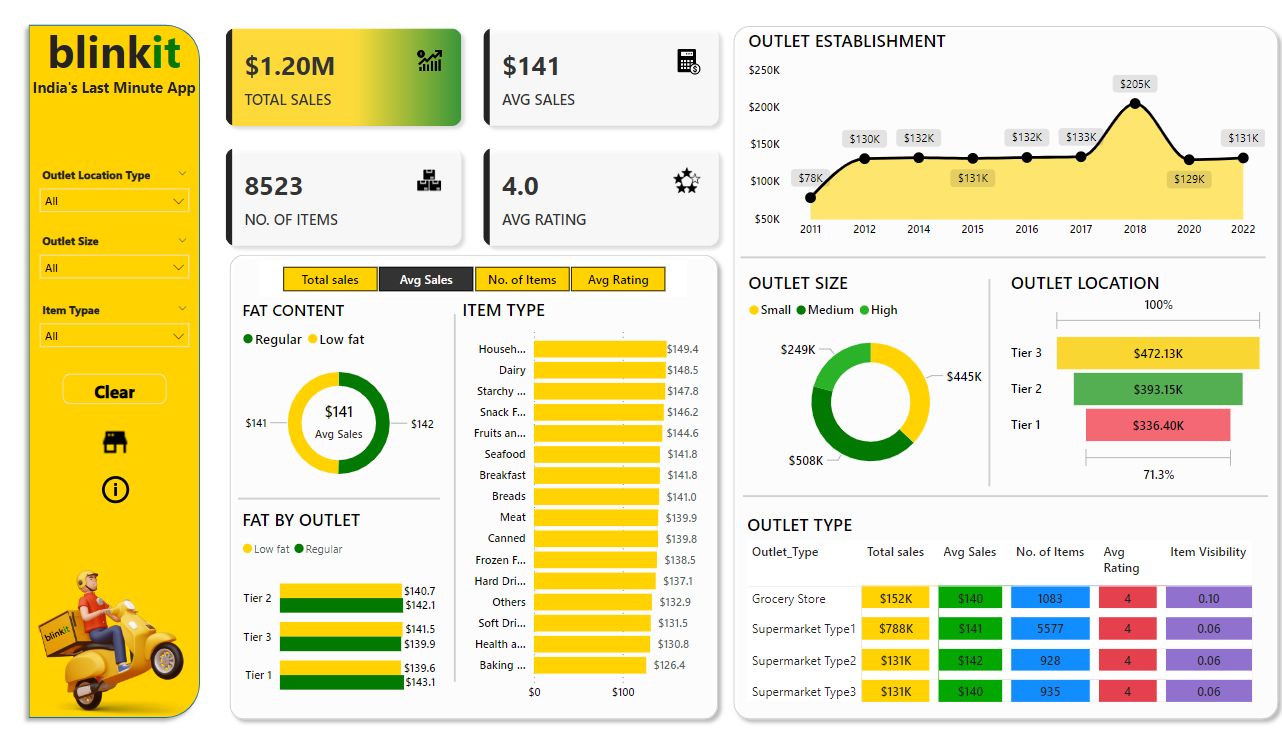 blinkit
India's Last Minute App
Outlet Location Type
All
Outlet Size
All
Item Typae
All
Clear
blinkit
$1.20M
TOTAL SALES
$141
AVG SALES
8523
NO. OF ITEMS
4.0
AVG RATING
Total sales Avg Sales No. of Items Avg Rating
FAT CONTENT
Regular Low fat
$141
Avg Sales
$141
$142
FAT BY OUTLET
Low fat Regular
Tier 2 $140.7
$142.1
Tier 3 $141.5
$139.9
Tier 1 $139.6
$143.1
ITEM TYPE
Househ... $149.4
Dairy $148.5
Starchy ... $147.8
Snack F... $146.2
Fruits an... $144.6
Seafood $141.8
Breakfast $141.8
Breads $141.0
Meat $139.9
Canned $139.8
Frozen F... $138.5
Hard Dri... $137.1
Others $132.9
Soft Dri... $131.5
Health a... $130.8
Baking ... $126.4
$0 $100
OUTLET ESTABLISHMENT
$250K
$200K
$150K
$100K
$50K
$78K $130K $132K $131K $132K $133K $205K $129K $131K
2011 2012 2014 2015 2016 2017 2018 2020 2022
OUTLET SIZE
Small Medium High
$249K
$445K
$508K
OUTLET LOCATION
100%
Tier 3 $472.13K
Tier 2 $393.15K
Tier 1 $336.40K
71.3%
OUTLET TYPE
Outlet_Type Total sales Avg Sales No. of Items Avg Rating Item Visibility
Grocery Store $152K $140 1083 4 0.10
Supermarket Type1 $788K $141 5577 4 0.06
Supermarket Type2 $131K $142 928 4 0.06
Supermarket Type3 $131K $140 935 4 0.06